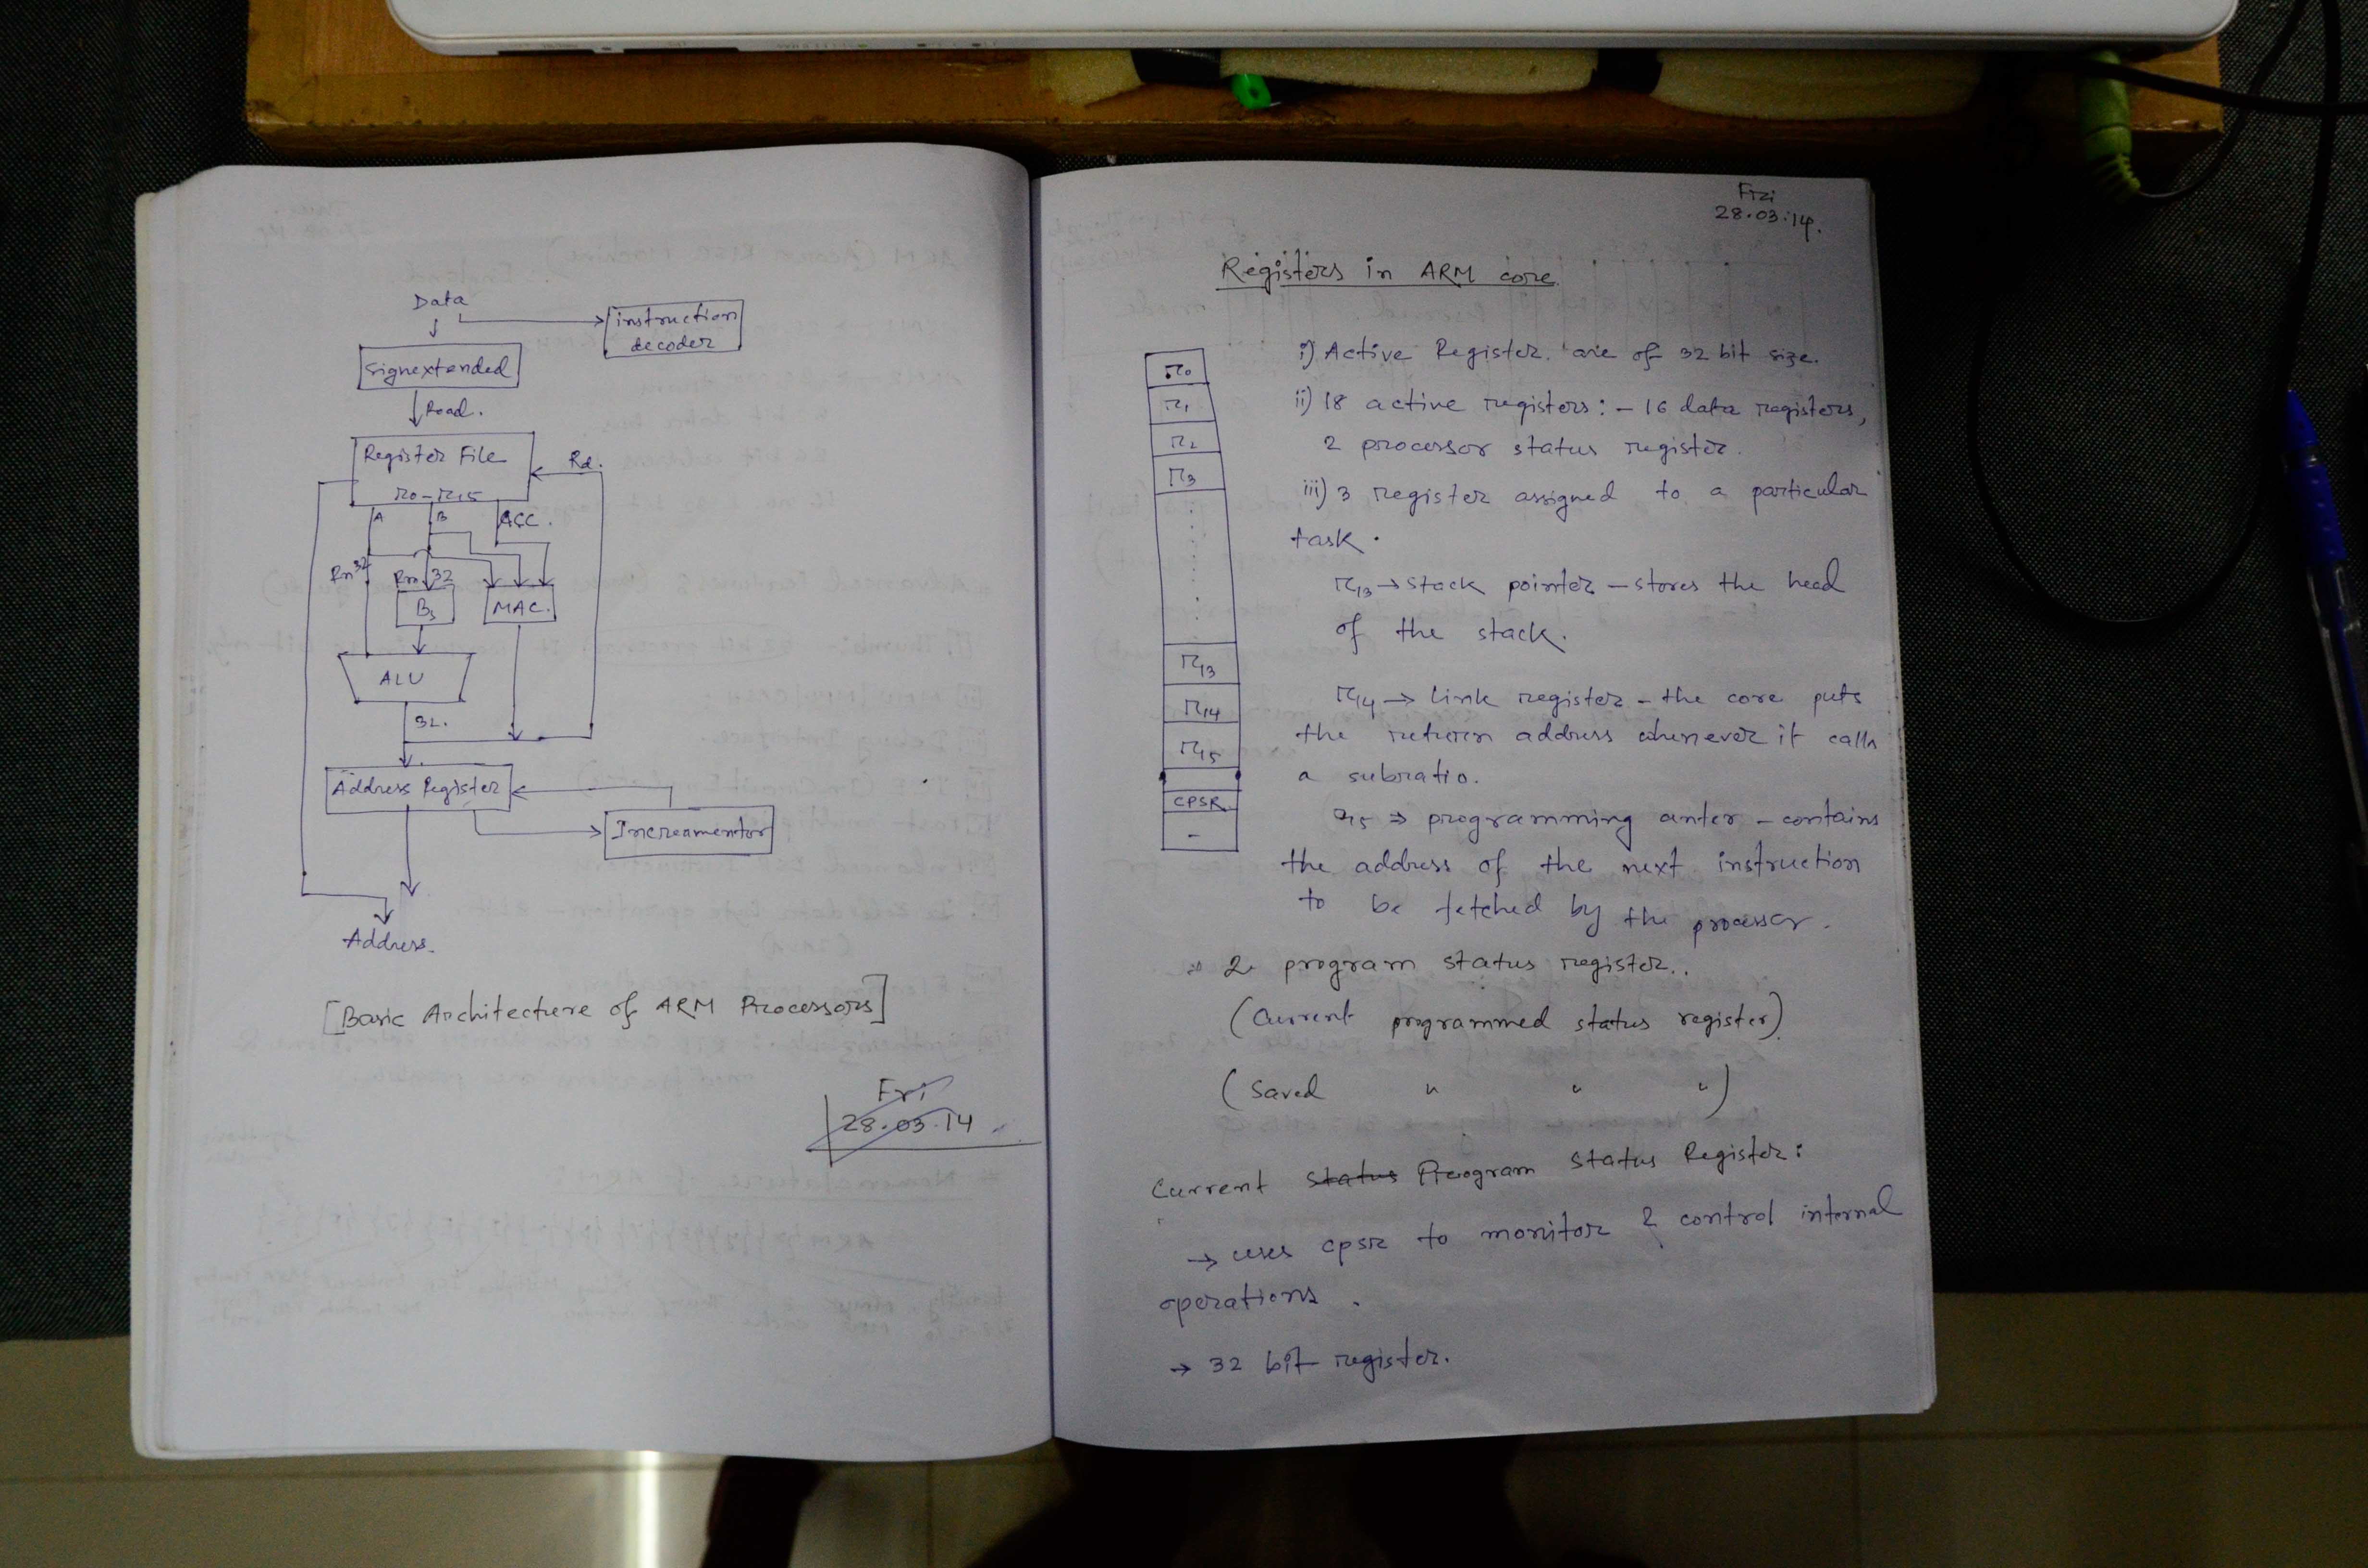 Data
instruction
decoder
Signextended
Read.
Register File
r0-r15
Rd.
A
B
ACC.
Rn 32
Rm 32
Bs
MAC.
ALU
32.
Address Register
Increamentor
Address.
[Basic Architecture of ARM Processors]
Fri
28.03.14
Fri
28.03.14.
Registers in ARM core
r0
r1
r2
r3
r13
r14
r15
CPSR
-
i) Active Register. are of 32 bit size.
ii) 18 active registers: - 16 data registers,
2 processor status register.
iii) 3 register assigned to a particular
task.
r13 → stack pointer - stores the head
of the stack.
r14 → link register - the core puts
the return address whenever it calls
a subratio.
r15 ⇒ programming anter - contains
the address of the next instruction
to be fetched by the processor.
2 program status register..
(Current programmed status register)
(Saved " " ")
Current status Program Status Register:
→ uses cpsr to monitor & control internal
operations.
→ 32 bit register.